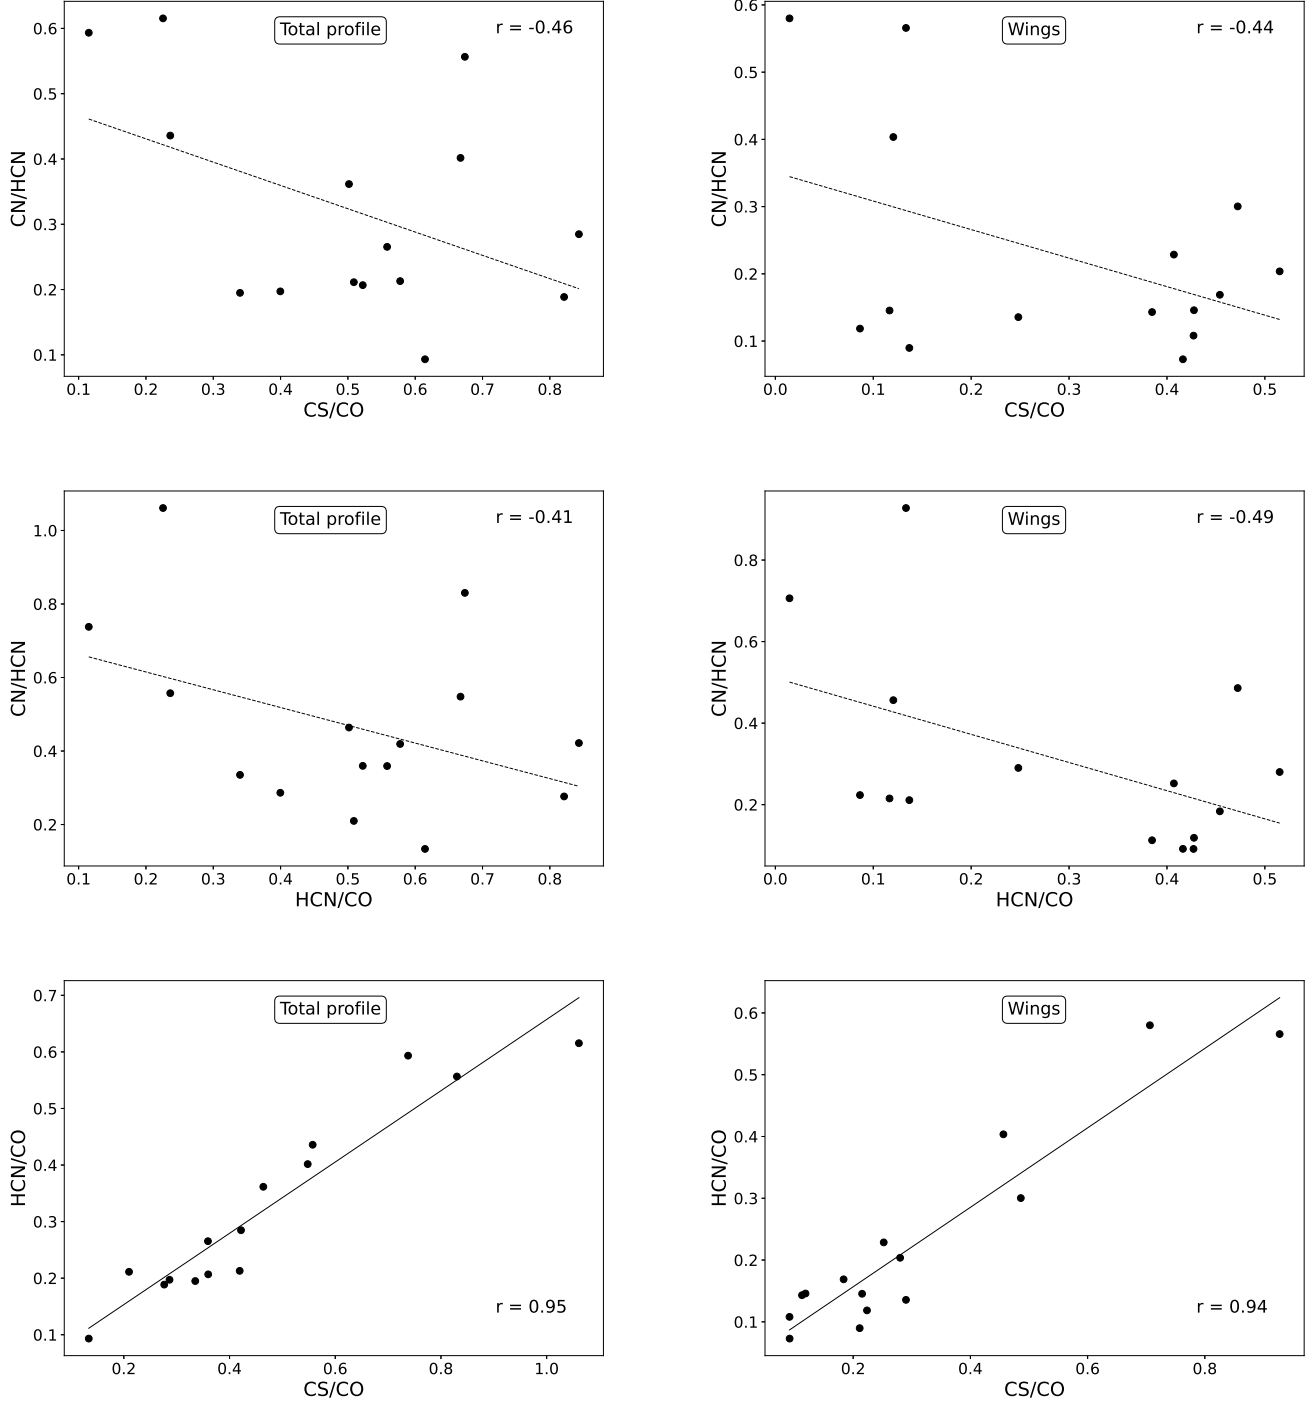 Total profile
r = -0.46
CN/HCN
0.6
0.5
0.4
0.3
0.2
0.1
0.1 0.2 0.3 0.4 0.5 0.6 0.7 0.8
CS/CO
Wings
r = -0.44
CN/HCN
0.6
0.5
0.4
0.3
0.2
0.1
0.0 0.1 0.2 0.3 0.4 0.5
CS/CO
Total profile
r = -0.41
CN/HCN
1.0
0.8
0.6
0.4
0.2
0.1 0.2 0.3 0.4 0.5 0.6 0.7 0.8
HCN/CO
Wings
r = -0.49
CN/HCN
0.8
0.6
0.4
0.2
0.0 0.1 0.2 0.3 0.4 0.5
HCN/CO
Total profile
HCN/CO
0.7
0.6
0.5
0.4
0.3
0.2
0.1
r = 0.95
0.2 0.4 0.6 0.8 1.0
CS/CO
Wings
HCN/CO
0.6
0.5
0.4
0.3
0.2
0.1
r = 0.94
0.2 0.4 0.6 0.8
CS/CO